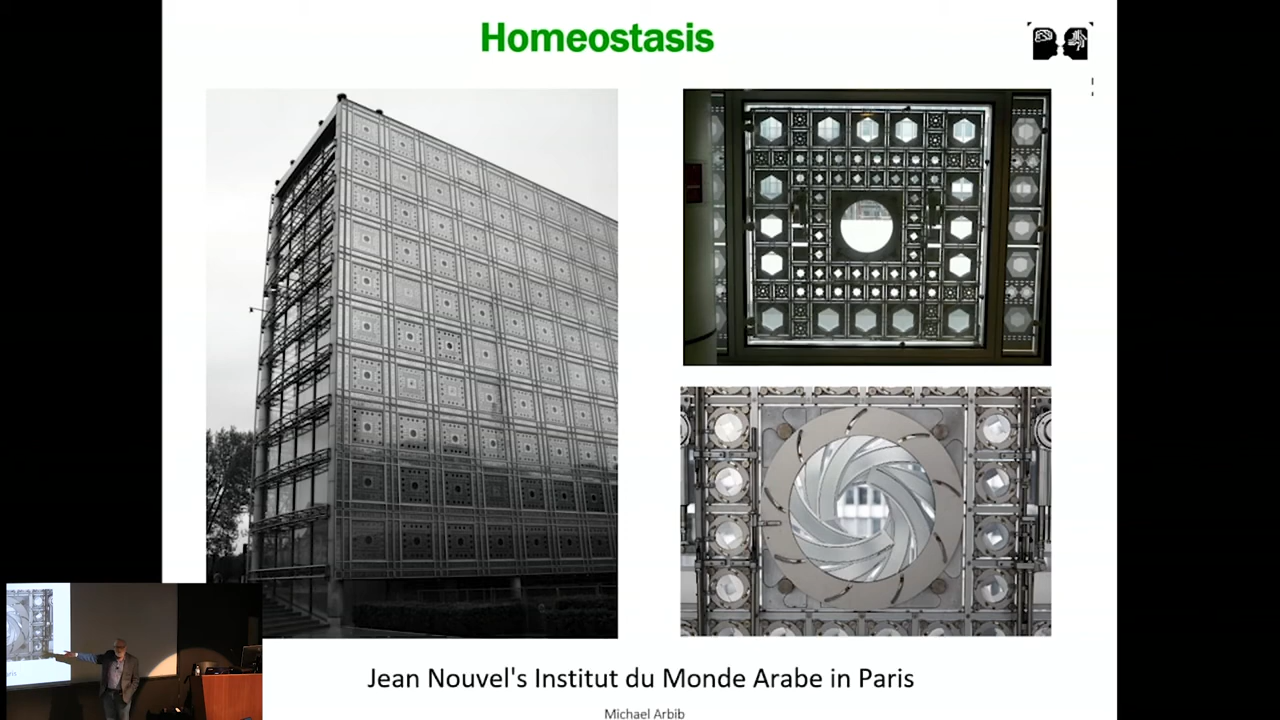 Homeostasis
Jean Nouvel's Institut du Monde Arabe in Paris
Michael Arbib